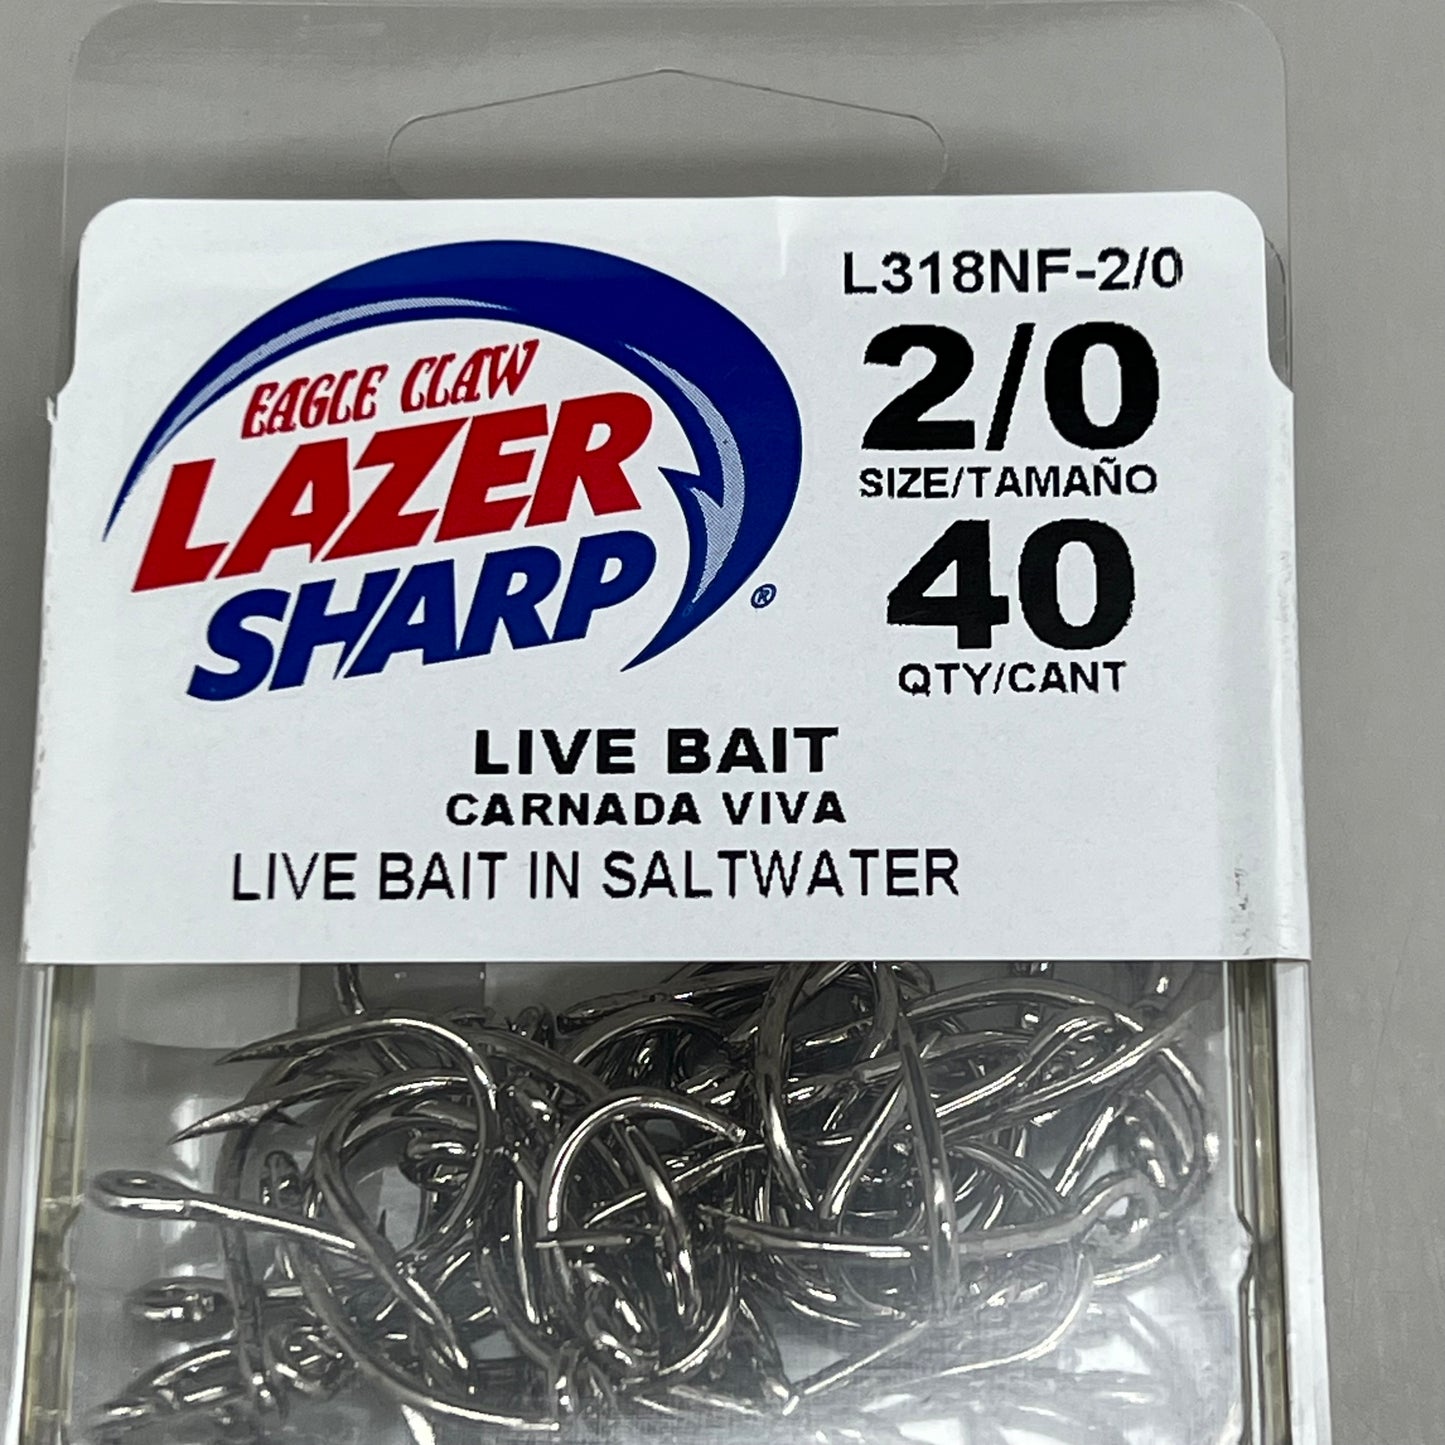 EAGLE CLAW
LAZER
SHARP®
L318NF-2/0
2/0
SIZE/TAMAÑO
40
QTY/CANT
LIVE BAIT
CARNADA VIVA
LIVE BAIT IN SALTWATER